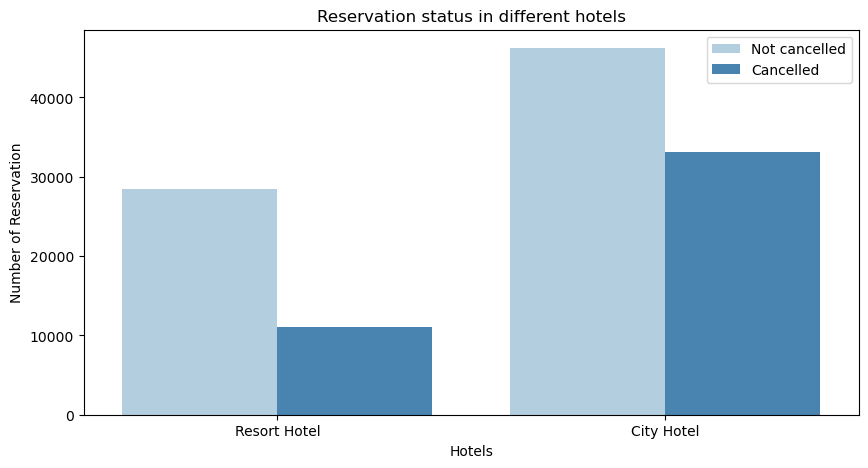 Reservation status in different hotels
Not cancelled
Cancelled
Number of Reservation
40000
30000
20000
10000
0
Resort Hotel
City Hotel
Hotels